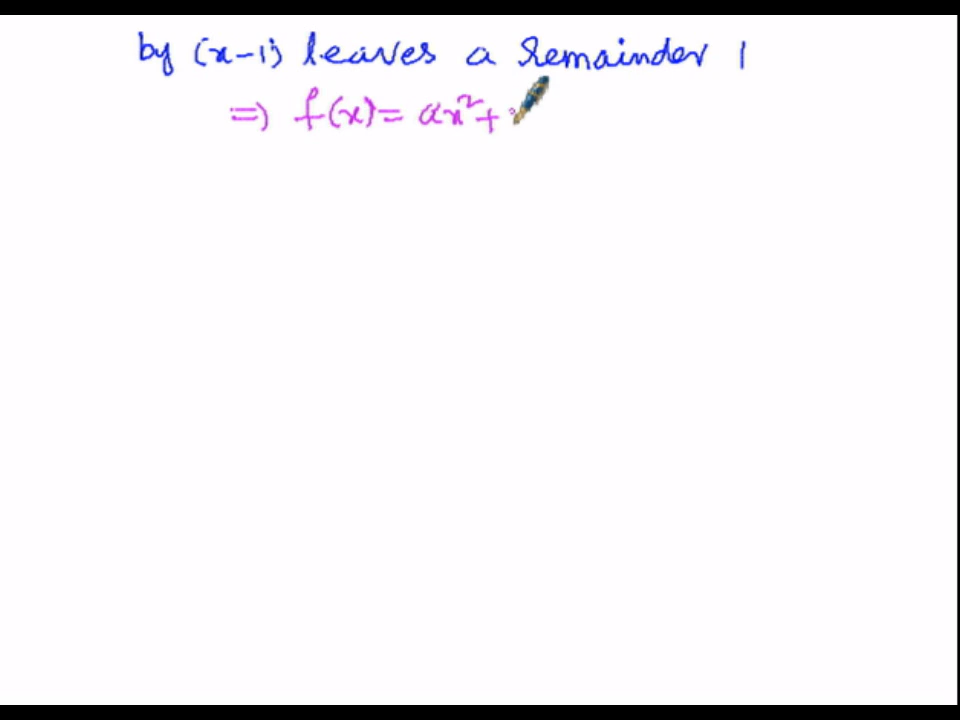 by (x-1) leaves a remainder 1
⇒ f(x)= ax²+